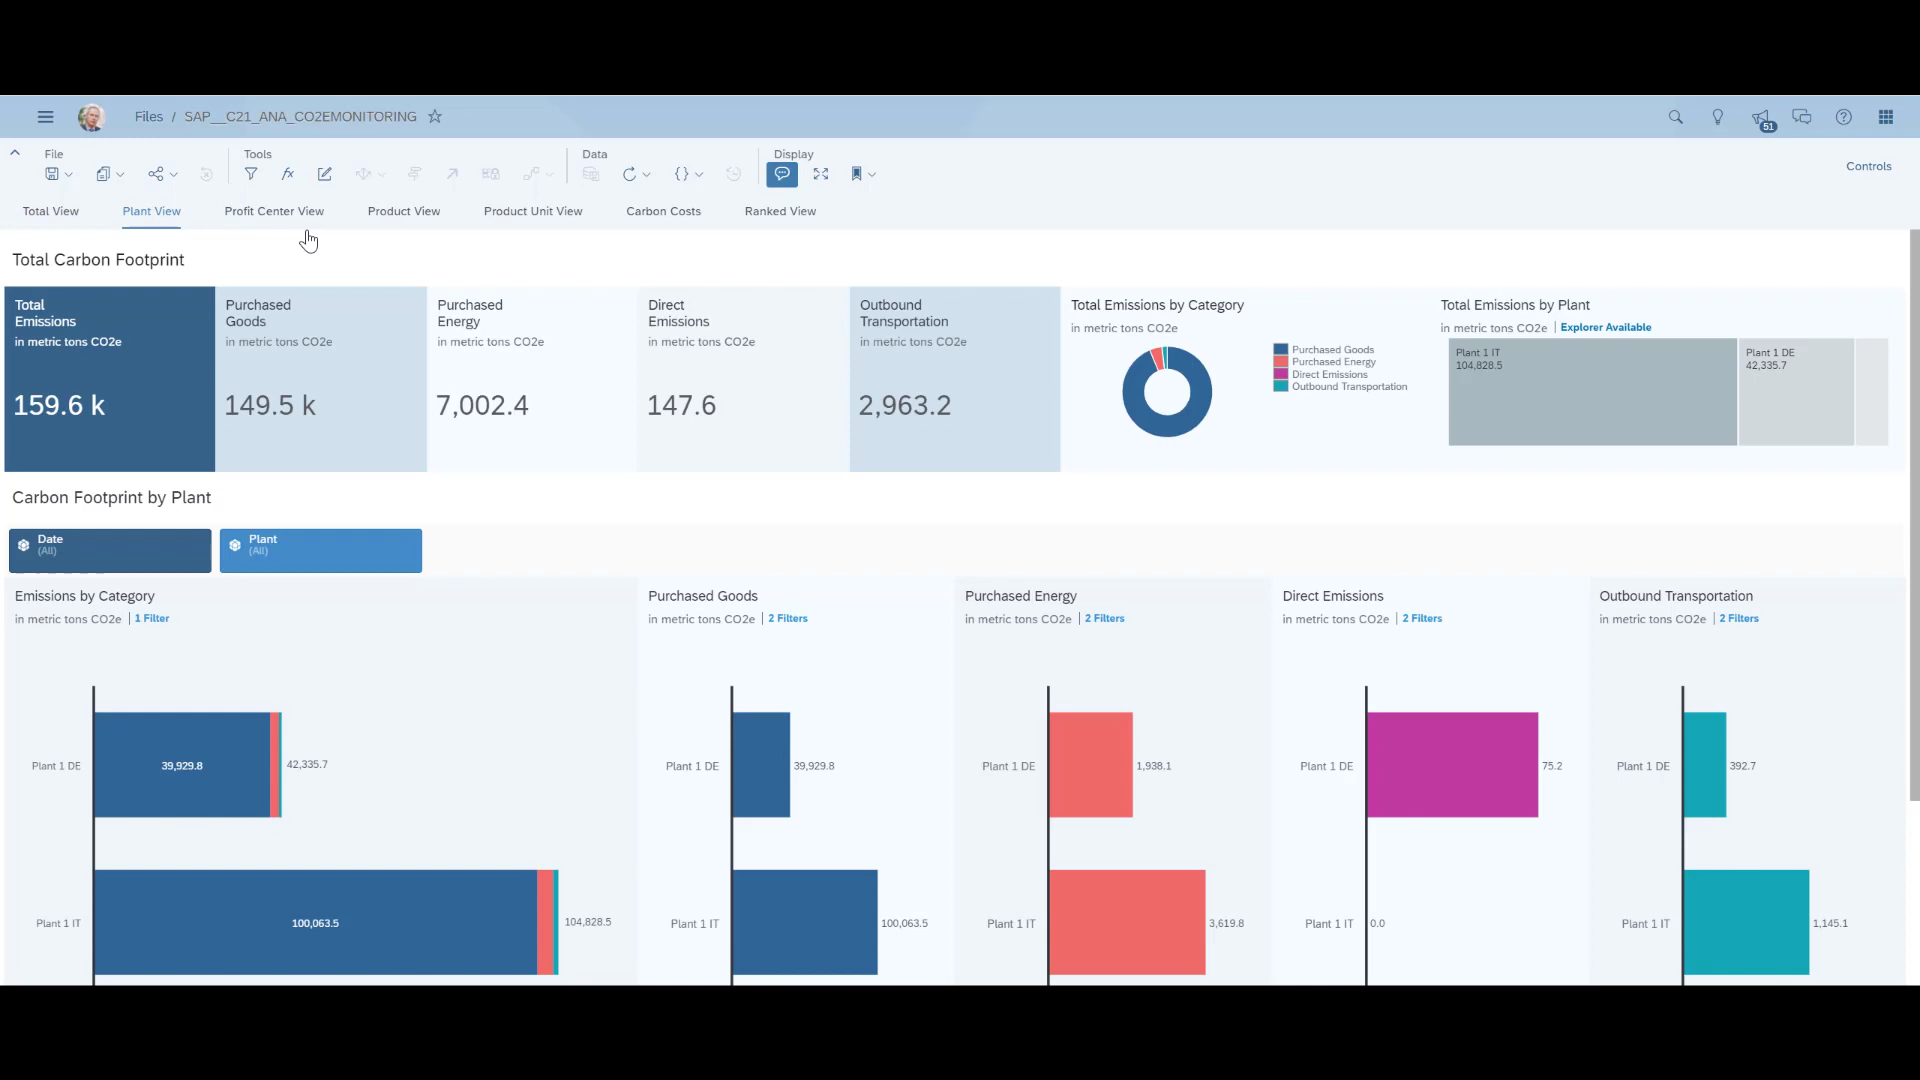 Files / SAP__C21_ANA_CO2EMONITORING
51
File
Tools
Data
Display
fx
Controls
Total View
Plant View
Profit Center View
Product View
Product Unit View
Carbon Costs
Ranked View
Total Carbon Footprint
Total
Emissions
in metric tons CO2e
159.6 k
Purchased
Goods
in metric tons CO2e
149.5 k
Purchased
Energy
in metric tons CO2e
7,002.4
Direct
Emissions
in metric tons CO2e
147.6
Outbound
Transportation
in metric tons CO2e
2,963.2
Total Emissions by Category
in metric tons CO2e
Purchased Goods
Purchased Energy
Direct Emissions
Outbound Transportation
Total Emissions by Plant
in metric tons CO2e | Explorer Available
Plant 1 IT
104,828.5
Plant 1 DE
42,335.7
Carbon Footprint by Plant
Date
(All)
Plant
(All)
Emissions by Category
in metric tons CO2e | 1 Filter
Plant 1 DE
39,929.8
42,335.7
Plant 1 IT
100,063.5
104,828.5
Purchased Goods
in metric tons CO2e | 2 Filters
Plant 1 DE
39,929.8
Plant 1 IT
100,063.5
Purchased Energy
in metric tons CO2e | 2 Filters
Plant 1 DE
1,938.1
Plant 1 IT
3,619.8
Direct Emissions
in metric tons CO2e | 2 Filters
Plant 1 DE
75.2
Plant 1 IT
0.0
Outbound Transportation
in metric tons CO2e | 2 Filters
Plant 1 DE
392.7
Plant 1 IT
1,145.1